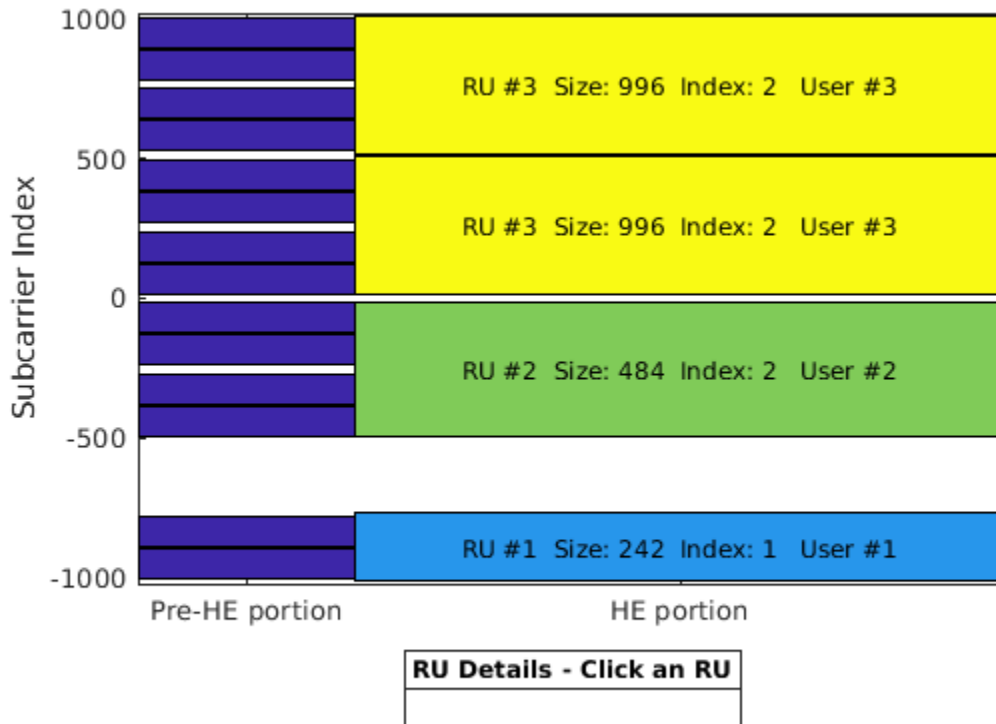 1000
RU #3 Size: 996 Index: 2 User #3
500
RU #3 Size: 996 Index: 2 User #3
0
Subcarrier Index
RU #2 Size: 484 Index: 2 User #2
-500
RU #1 Size: 242 Index: 1 User #1
-1000
Pre-HE portion
HE portion
RU Details - Click an RU